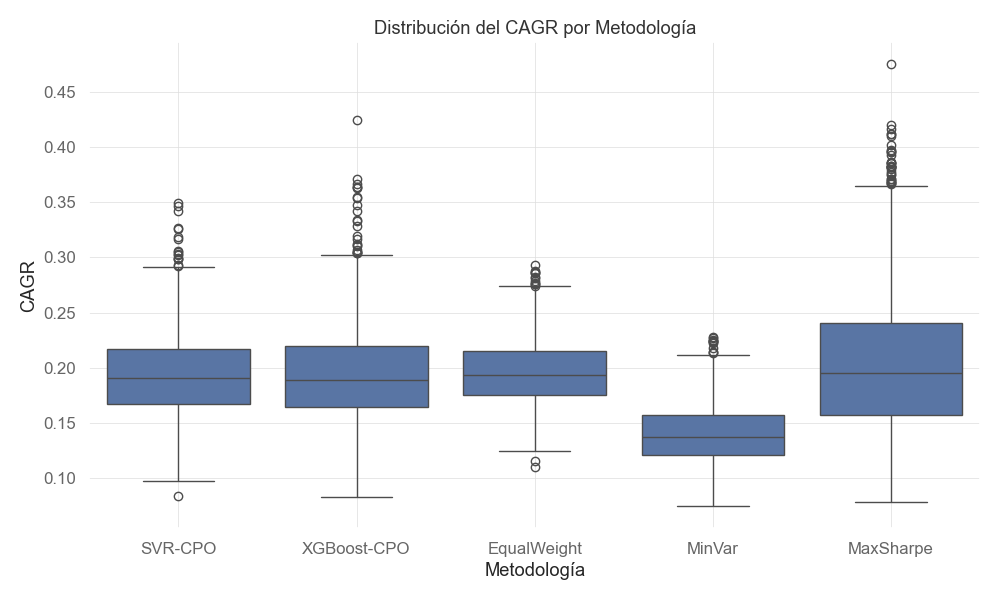 Distribución del CAGR por Metodología
0.45
0.40
0.35
0.30
0.25
0.20
0.15
0.10
CAGR
SVR-CPO
XGBoost-CPO
EqualWeight
MinVar
MaxSharpe
Metodología